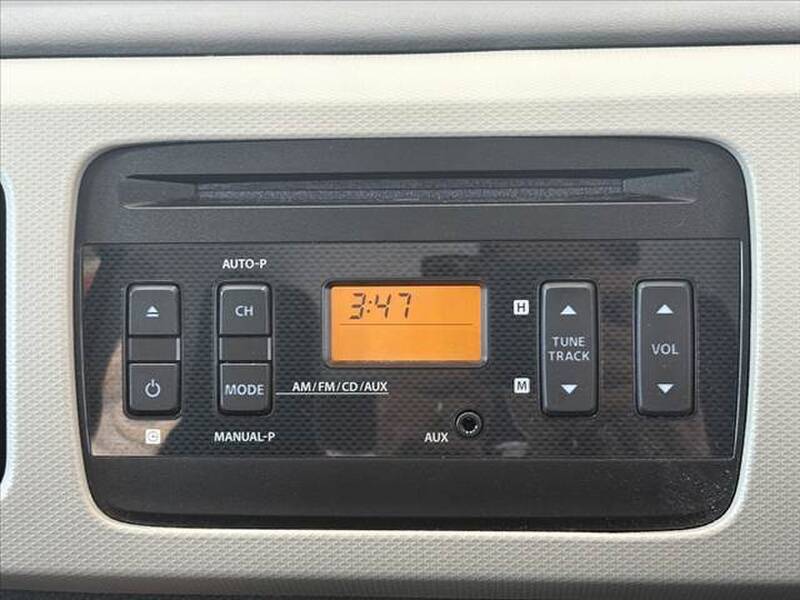 AUTO-P
CH
3:47
H
TUNE
TRACK
VOL
MODE
AM/FM/CD/AUX
M
C
MANUAL-P
AUX